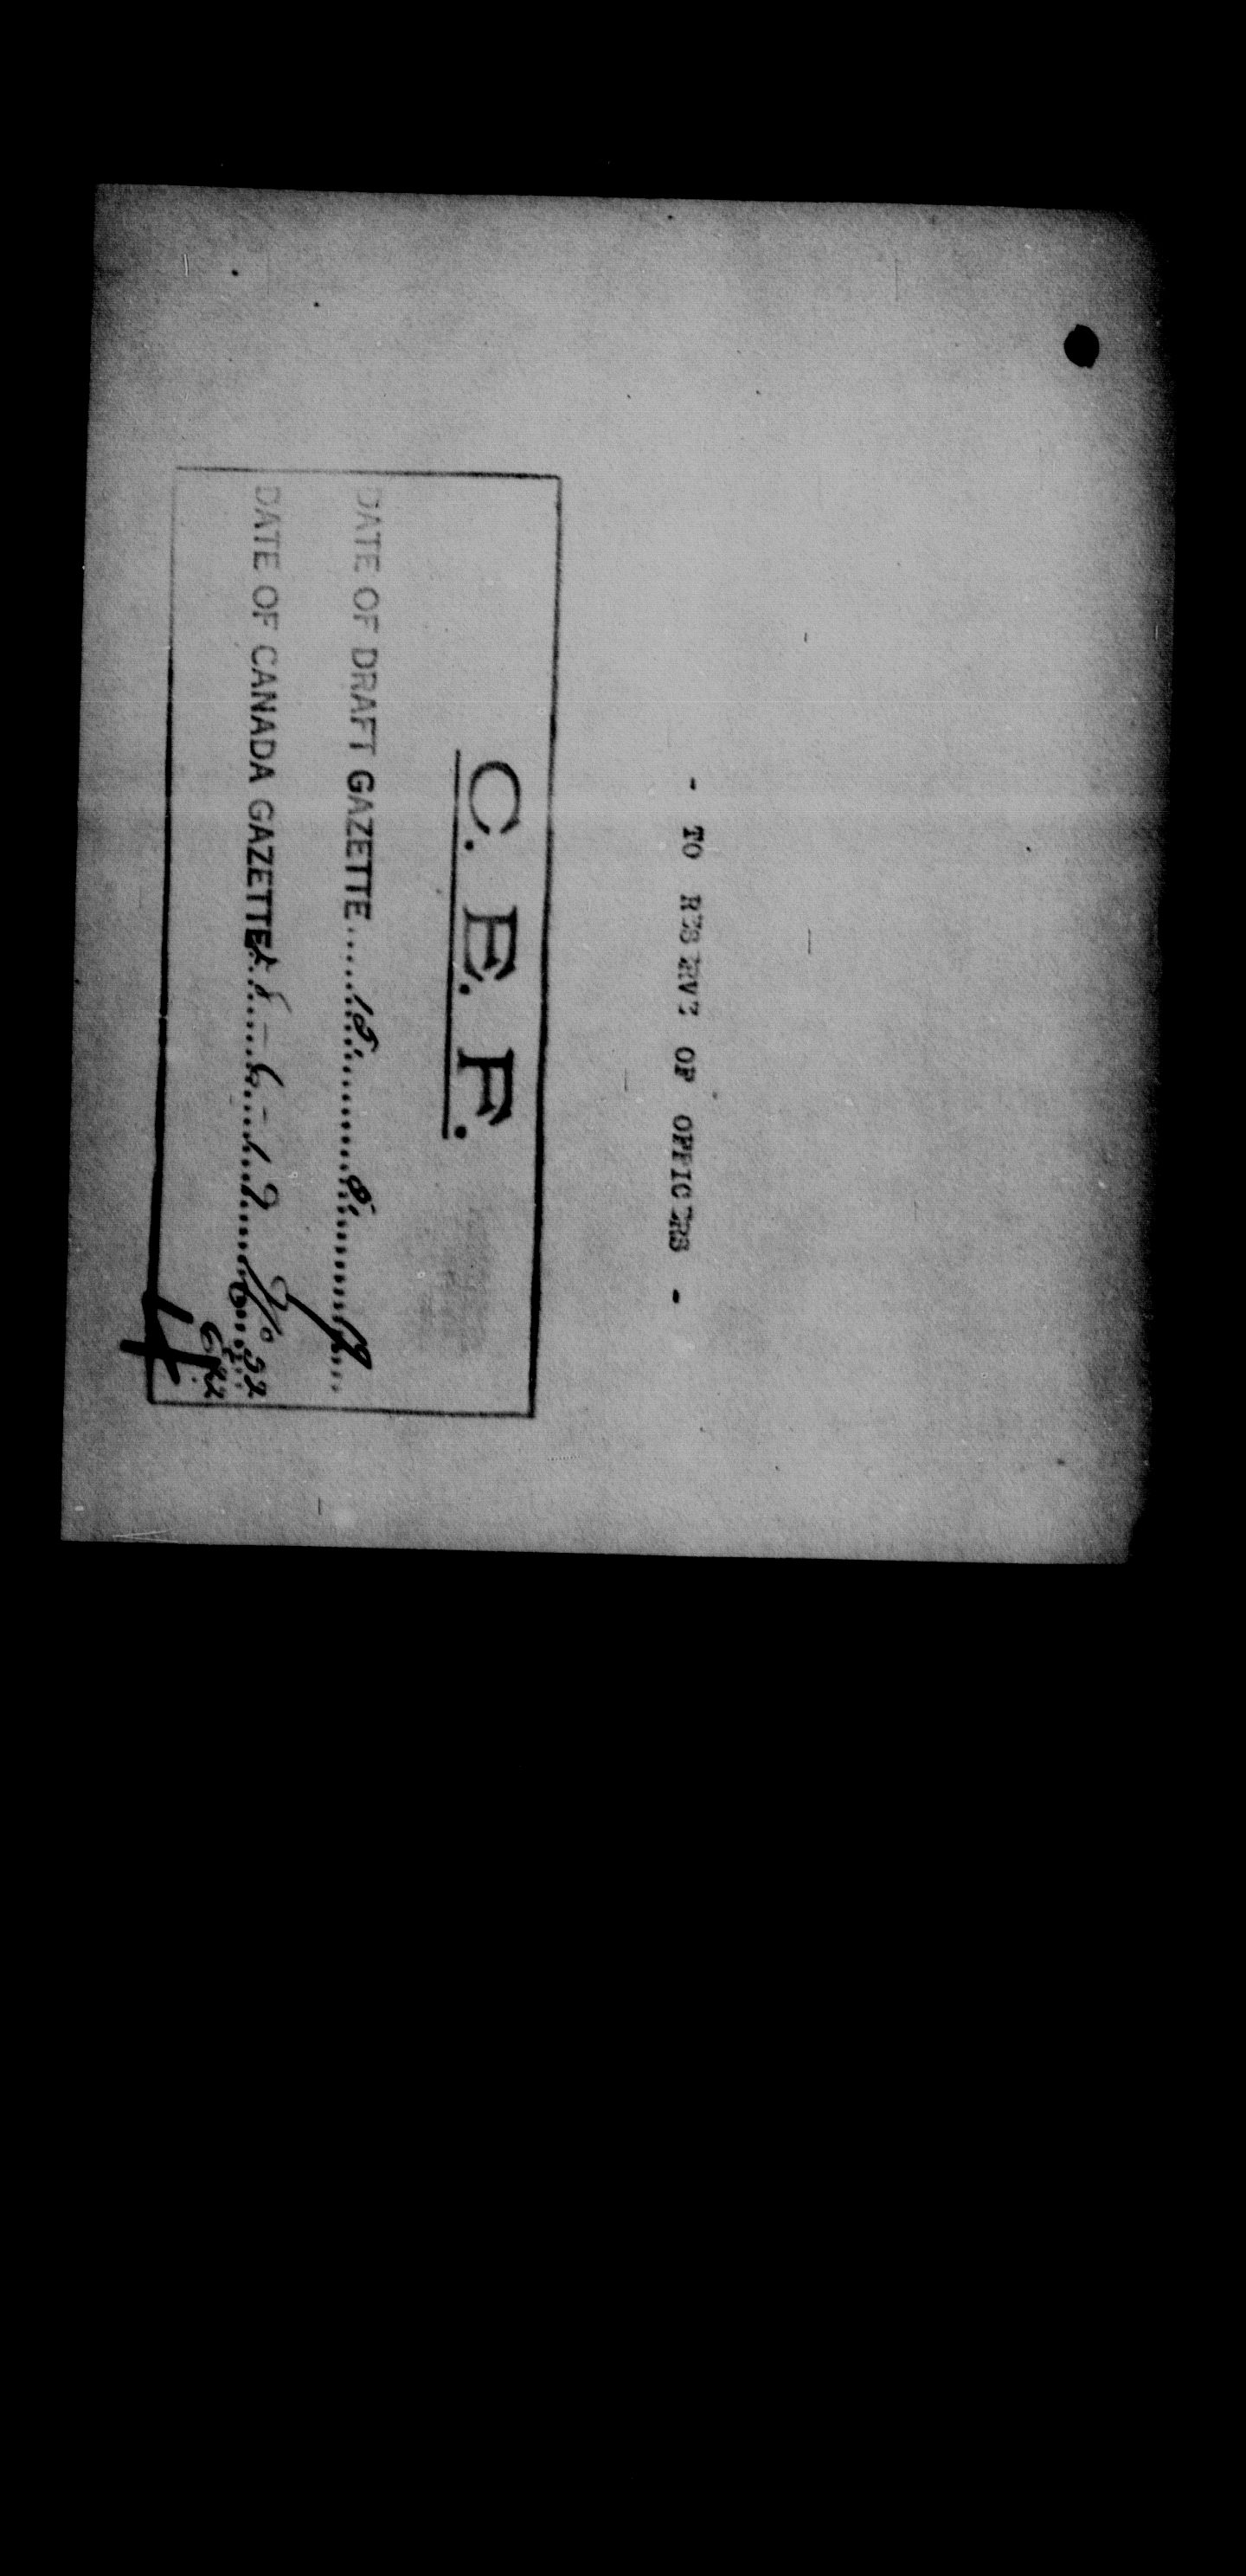 - TO RESERVE OF OFFICERS -
C. E. F.
DATE OF DRAFT GAZETTE
DATE OF CANADA GAZETTE